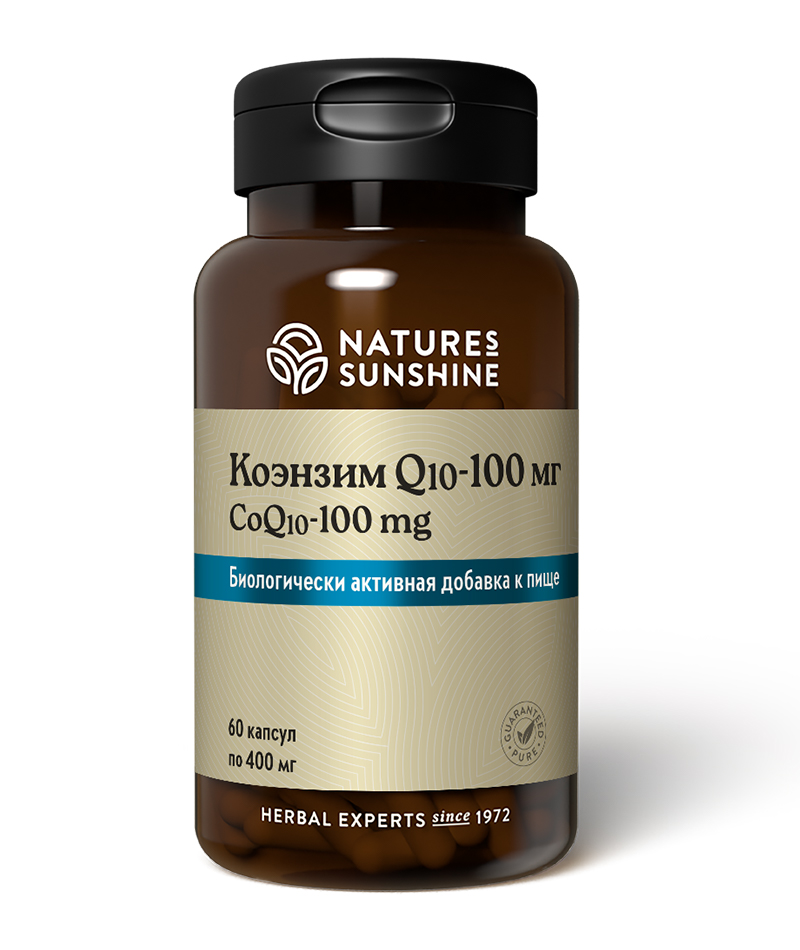 NATURES
SUNSHINE
Коэнзим Q10-100 мг
CoQ10-100 mg
Биологически активная добавка к пище
60 капсул
по 400 мг
GUARANTEED
• PURE •
HERBAL EXPERTS since 1972